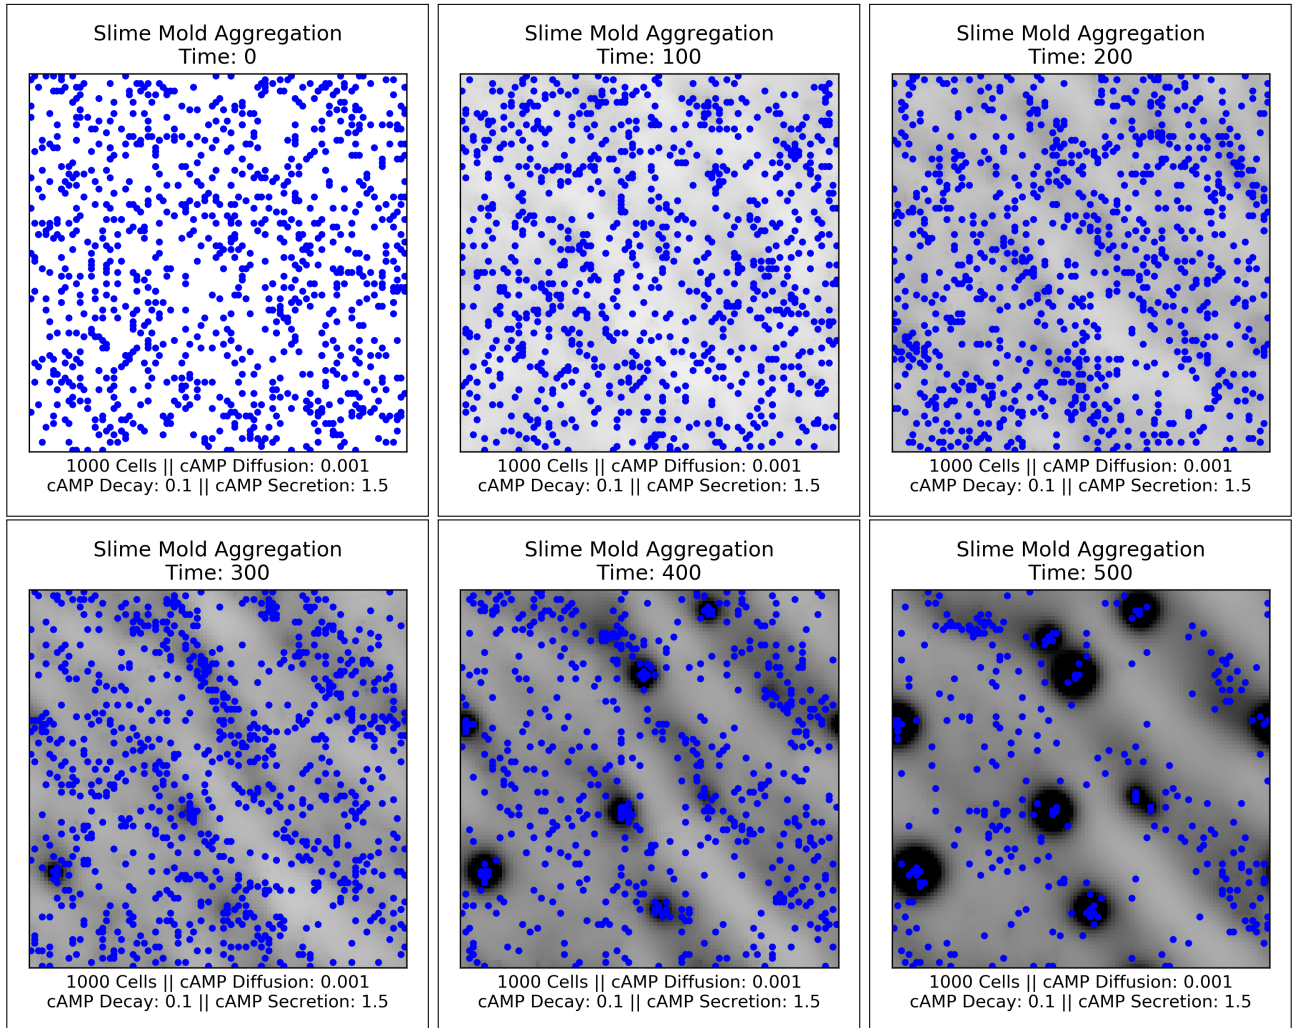 Slime Mold Aggregation
Time: 0
1000 Cells || cAMP Diffusion: 0.001
cAMP Decay: 0.1 || cAMP Secretion: 1.5
Slime Mold Aggregation
Time: 100
1000 Cells || cAMP Diffusion: 0.001
cAMP Decay: 0.1 || cAMP Secretion: 1.5
Slime Mold Aggregation
Time: 200
1000 Cells || cAMP Diffusion: 0.001
cAMP Decay: 0.1 || cAMP Secretion: 1.5
Slime Mold Aggregation
Time: 300
1000 Cells || cAMP Diffusion: 0.001
cAMP Decay: 0.1 || cAMP Secretion: 1.5
Slime Mold Aggregation
Time: 400
1000 Cells || cAMP Diffusion: 0.001
cAMP Decay: 0.1 || cAMP Secretion: 1.5
Slime Mold Aggregation
Time: 500
1000 Cells || cAMP Diffusion: 0.001
cAMP Decay: 0.1 || cAMP Secretion: 1.5